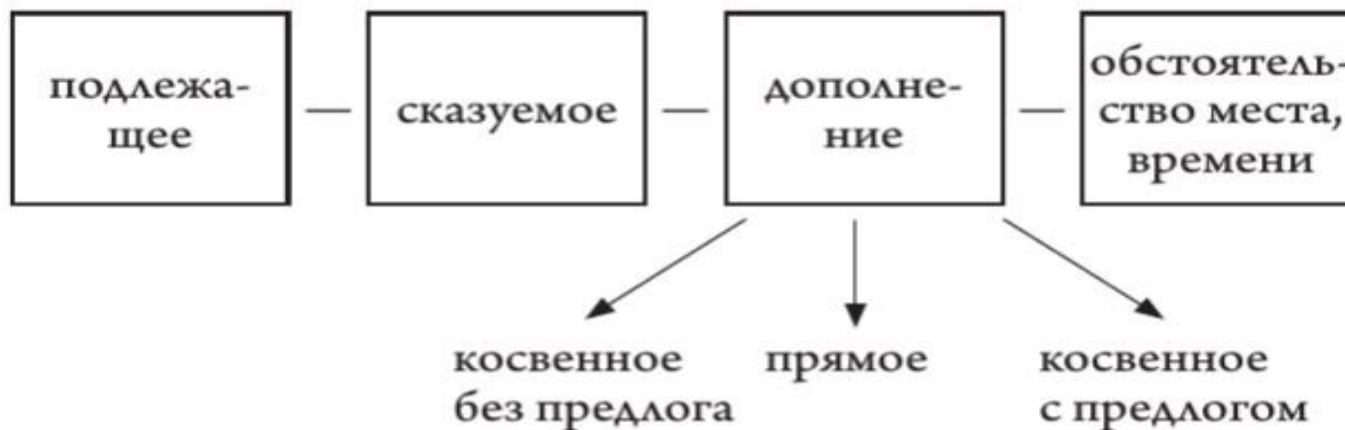 подлежа-
щее
сказуемое
дополне-
ние
обстоятель-
ство места,
времени
косвенное
без предлога
прямое
косвенное
с предлогом